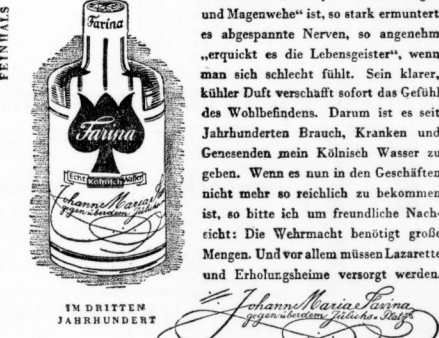 FEINHALS
Farina
Farina
Echt Kölnisch Wasser
Johann Maria Farina
gegenüber dem Jülichs
IM DRITTEN
JAHRHUNDERT
und Magenwehe“ ist, so stark ermuntert
es abgespannte Nerven, so angenehm
„erquickt es die Lebensgeister“, wenn
man sich schlecht fühlt. Sein klarer,
kühler Duft verschafft sofort das Gefühl
des Wohlbefindens. Darum ist es seit
Jahrhunderten Brauch, Kranken und
Genesenden mein Kölnisch Wasser zu
geben. Wenn es nun in den Geschäften
nicht mehr so reichlich zu bekommen
ist, so bitte ich um freundliche Nach-
sicht: Die Wehrmacht benötigt große
Mengen. Und vor allem müssen Lazarette
und Erholungsheime versorgt werden.
Johann Maria Farina
gegenüber dem Jülichs-Platz